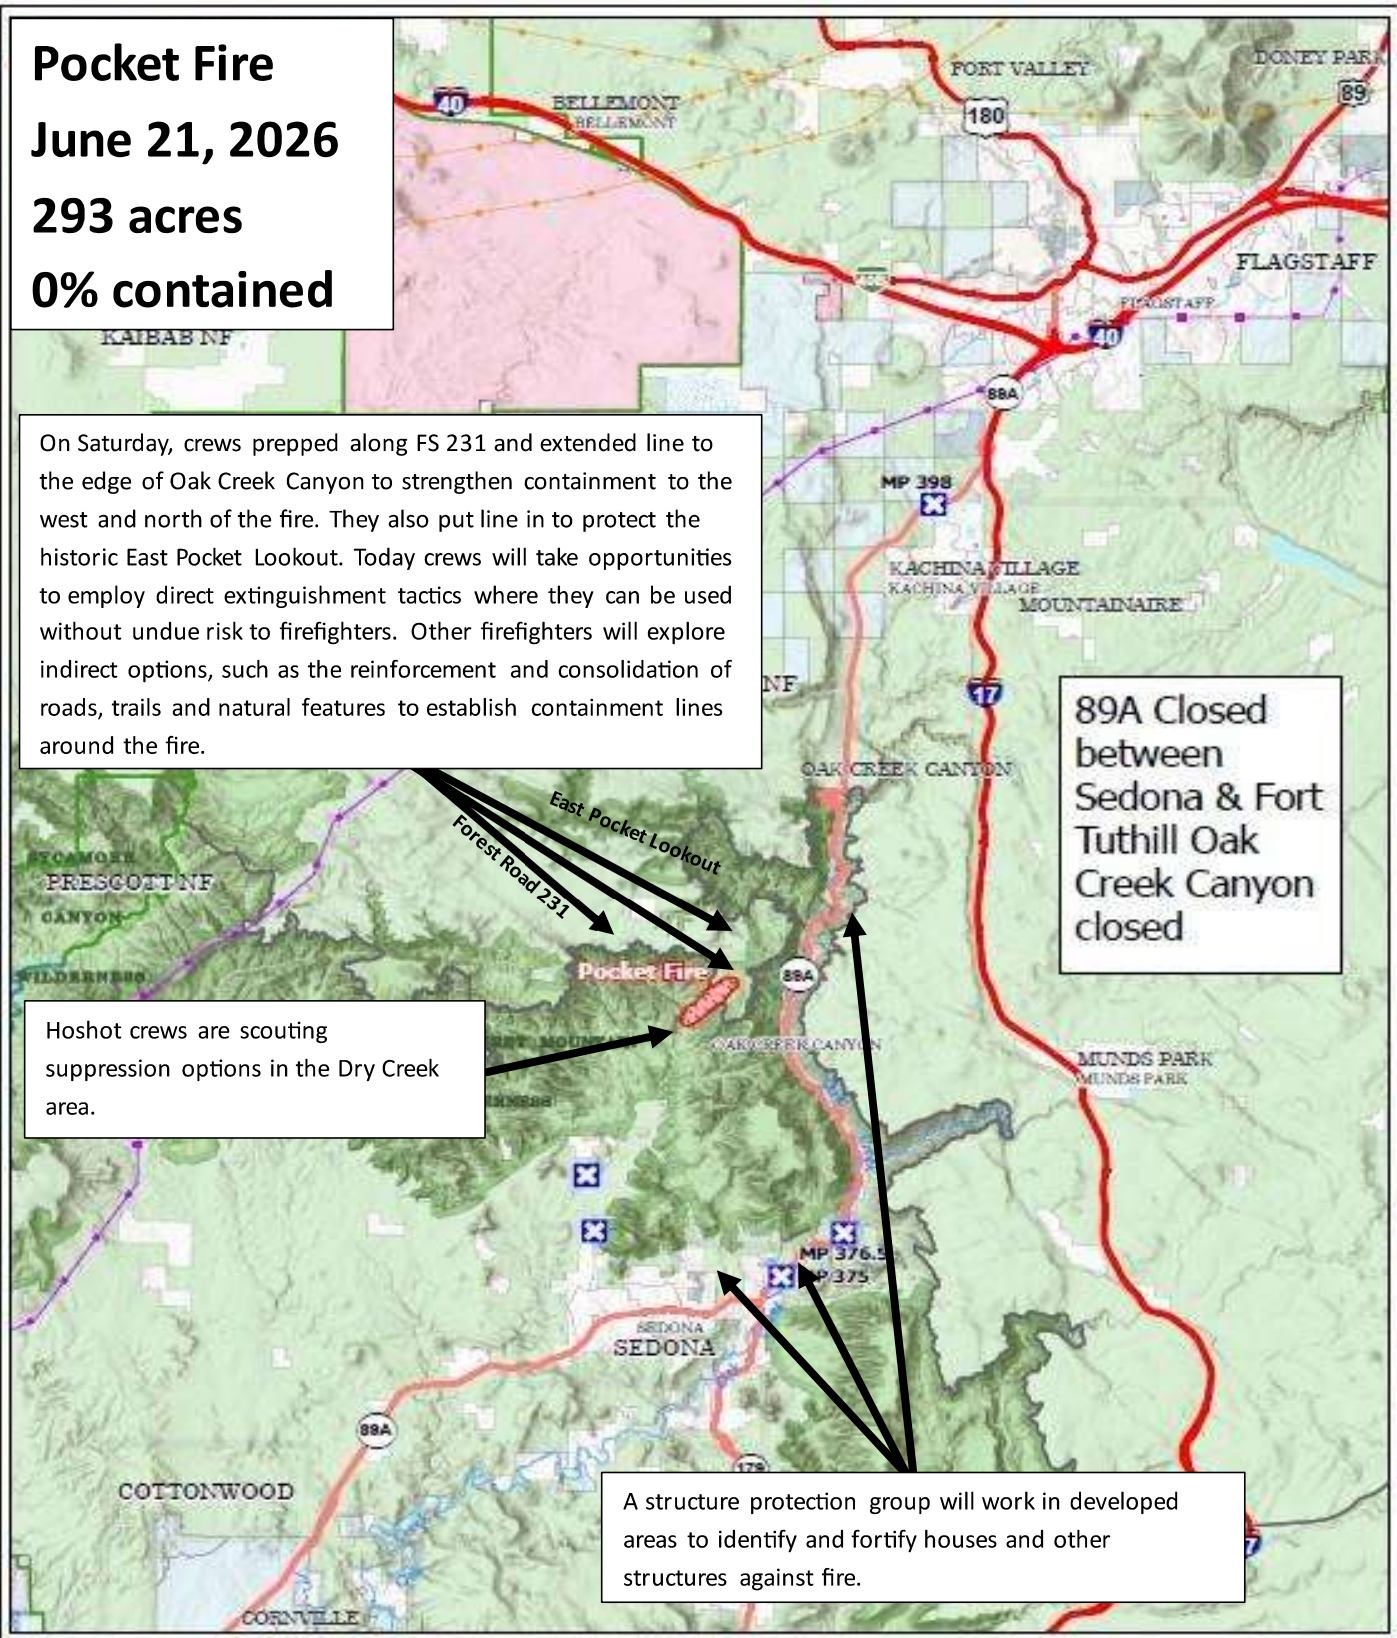 Pocket Fire
June 21, 2026
293 acres
0% contained
40
BELLEMONT
BELLEMONT
FORT VALLEY
180
DONEY PARK
89
FLAGSTAFF
FLAGSTAFF
40
89A
KAIBAB NF
On Saturday, crews prepped along FS 231 and extended line to
the edge of Oak Creek Canyon to strengthen containment to the
west and north of the fire. They also put line in to protect the
historic East Pocket Lookout. Today crews will take opportunities
to employ direct extinguishment tactics where they can be used
without undue risk to firefighters. Other firefighters will explore
indirect options, such as the reinforcement and consolidation of
roads, trails and natural features to establish containment lines
around the fire.
MP 398
KACHINA VILLAGE
KACHINA VILLAGE
MOUNTAINAIRE
NF
17
89A Closed
between
Sedona & Fort
Tuthill Oak
Creek Canyon
closed
OAK CREEK CANYON
East Pocket Lookout
Forest Road 231
SYCAMORE
PRESCOTT NF
CANYON
WILDERNESS
Pocket Fire
89A
OAK CREEK CANYON
MUNDS PARK
MUNDS PARK
Hoshot crews are scouting
suppression options in the Dry Creek
area.
MOUNTAIN
MP 376.5
MP 375
SEDONA
SEDONA
89A
179
COTTONWOOD
CORNVILLE
A structure protection group will work in developed
areas to identify and fortify houses and other
structures against fire.
7